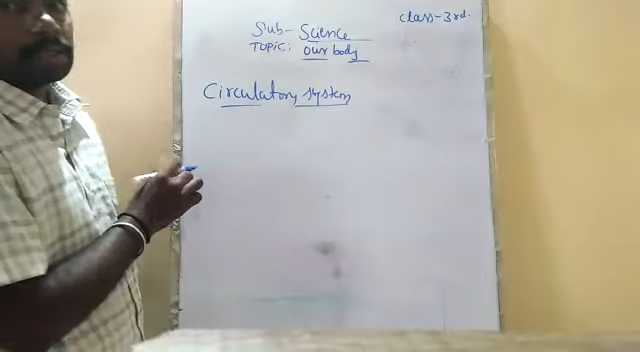 class-3rd.
Sub- Science
TOPIC: our body
Circulatory system